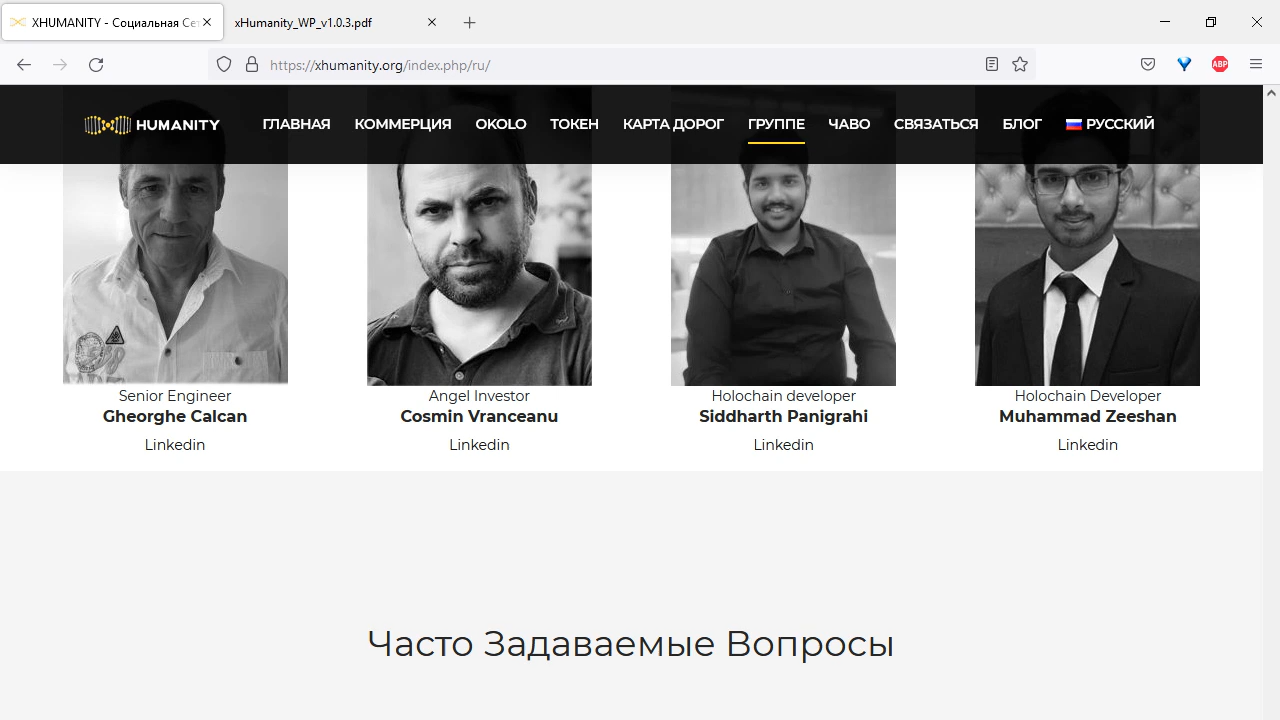 XHUMANITY - Социальная Сет
xHumanity_WP_v1.0.3.pdf
https://xhumanity.org/index.php/ru/
ABP
HUMANITY
ГЛАВНАЯ
КОММЕРЦИЯ
OKOLO
ТОКЕН
КАРТА ДОРОГ
ГРУППЕ
ЧАВО
СВЯЗАТЬСЯ
БЛОГ
РУССКИЙ
Senior Engineer
Gheorghe Calcan
Linkedin
Angel Investor
Cosmin Vranceanu
Linkedin
Holochain developer
Siddharth Panigrahi
Linkedin
Holochain Developer
Muhammad Zeeshan
Linkedin
Часто Задаваемые Вопросы